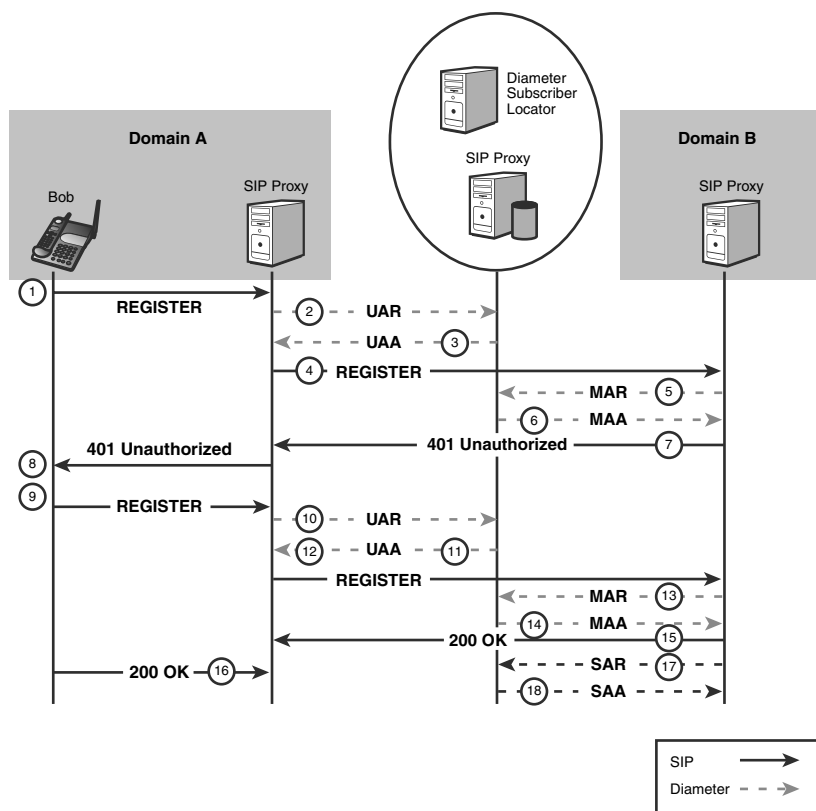 Diameter
Subscriber
Locator
Domain A
Domain B
SIP Proxy
Bob
SIP Proxy
SIP Proxy
1
REGISTER
2 UAR
UAA 3
4 REGISTER
MAR 5
6 MAA
401 Unauthorized 7
8 401 Unauthorized
9
REGISTER
10 UAR
12 UAA 11
REGISTER
MAR 13
14 MAA
200 OK 15
SAR 17
200 OK 16
18 SAA
SIP
Diameter